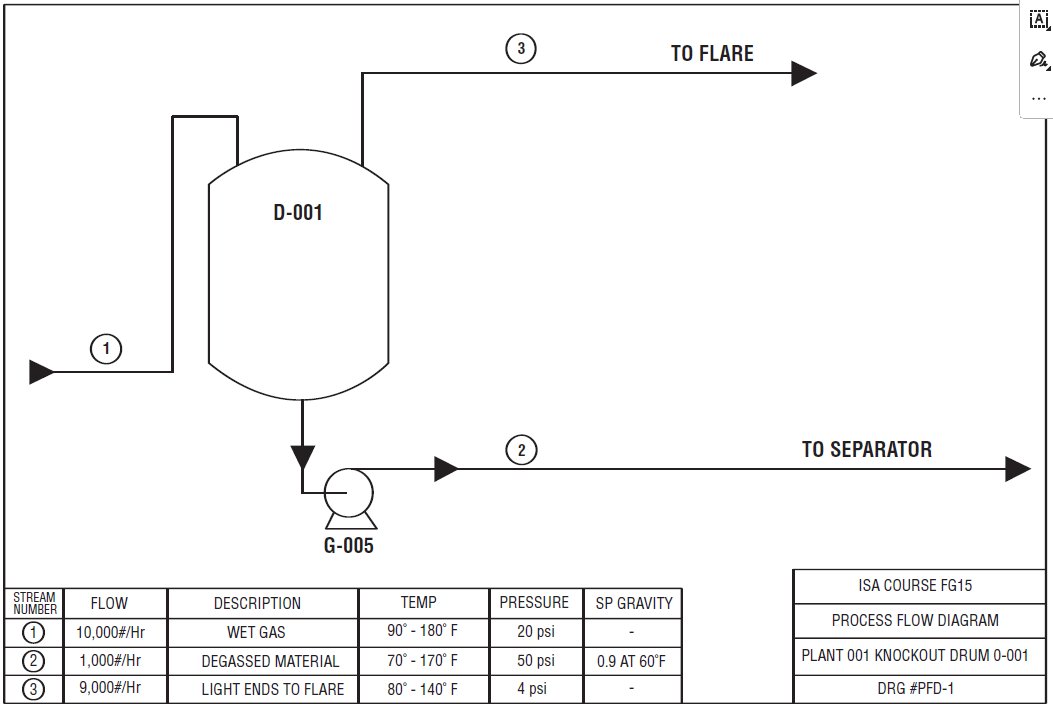 3
TO FLARE
D-001
1
2
TO SEPARATOR
G-005
STREAM NUMBER FLOW DESCRIPTION TEMP PRESSURE SP GRAVITY
1 10,000#/Hr WET GAS 90° - 180° F 20 psi -
2 1,000#/Hr DEGASSED MATERIAL 70° - 170° F 50 psi 0.9 AT 60°F
3 9,000#/Hr LIGHT ENDS TO FLARE 80° - 140° F 4 psi -
ISA COURSE FG15
PROCESS FLOW DIAGRAM
PLANT 001 KNOCKOUT DRUM 0-001
DRG #PFD-1
A
...